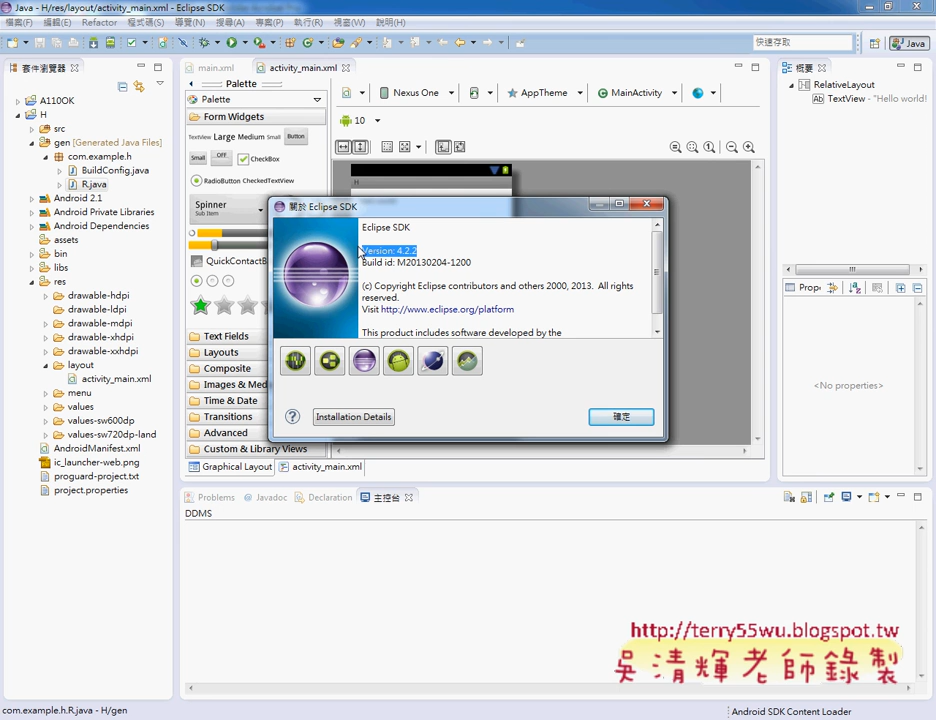 Java - H/res/layout/activity_main.xml - Eclipse SDK
檔案(F) 編輯(E) Refactor 程式碼(S) 導覽(N) 搜尋(A) 專案(P) 執行(R) 視窗(W) 說明(H)
快速存取
Java
套件瀏覽器
A110OK
H
src
gen [Generated Java Files]
com.example.h
BuildConfig.java
R.java
Android 2.1
Android Private Libraries
Android Dependencies
assets
bin
libs
res
drawable-hdpi
drawable-ldpi
drawable-mdpi
drawable-xhdpi
drawable-xxhdpi
layout
activity_main.xml
menu
values
values-sw600dp
values-sw720dp-land
AndroidManifest.xml
ic_launcher-web.png
proguard-project.txt
project.properties
main.xml
activity_main.xml
Palette
Palette
Form Widgets
TextView Large Medium Small Button
Small OFF CheckBox
RadioButton CheckedTextView
Spinner
Sub Item
QuickContactB
Text Fields
Layouts
Composite
Images & Med
Time & Date
Transitions
Advanced
Custom & Library Views
Graphical Layout
activity_main.xml
Nexus One
AppTheme
MainActivity
10
H
關於 Eclipse SDK
Eclipse SDK
Version: 4.2.2
Build id: M20130204-1200
(c) Copyright Eclipse contributors and others 2000, 2013. All rights
reserved.
Visit http://www.eclipse.org/platform
This product includes software developed by the
Installation Details
確定
概要
RelativeLayout
Ab TextView - "Hello world!
Prop
<No properties>
Problems
@ Javadoc
Declaration
主控台
DDMS
http://terry55wu.blogspot.tw
吳清輝老師錄製
com.example.h.R.java - H/gen
Android SDK Content Loader